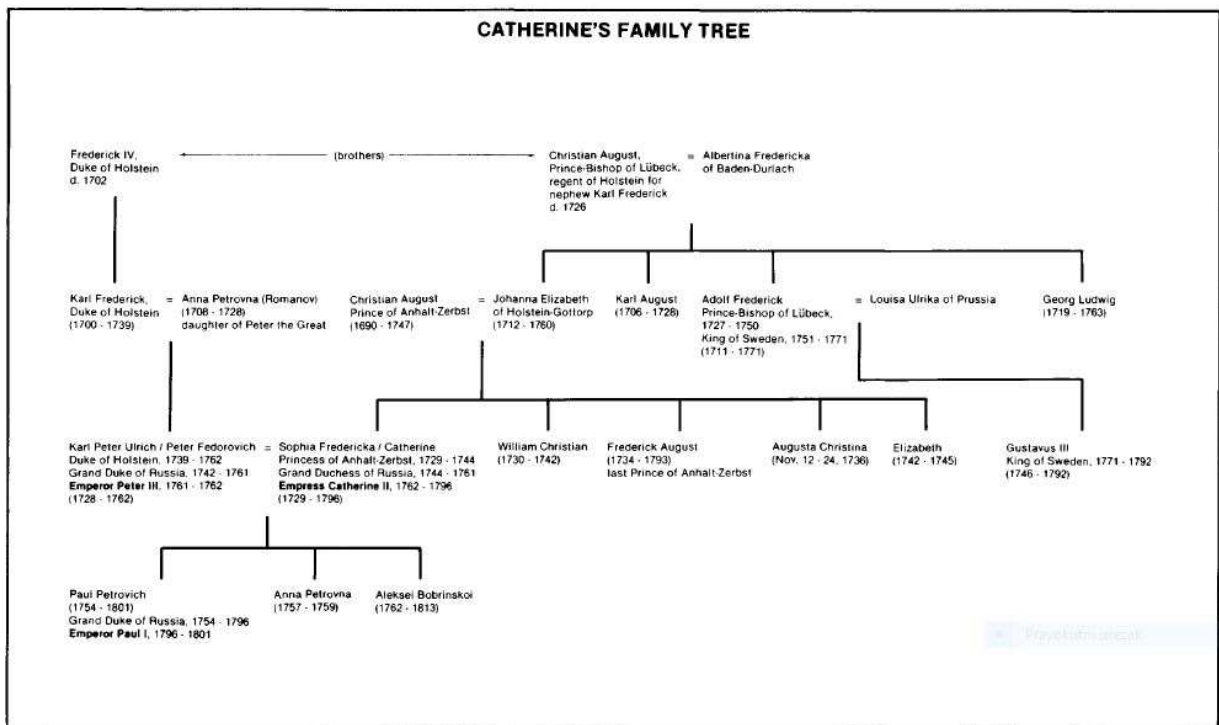 CATHERINE'S FAMILY TREE
Frederick IV,
Duke of Holstein
d. 1702
(brothers)
Christian August,
Prince-Bishop of Lübeck,
regent of Holstein for
nephew Karl Frederick
d. 1726
= Albertina Fredericka
of Baden-Durlach
Karl Frederick,
Duke of Holstein
(1700 - 1739)
= Anna Petrovna (Romanov)
(1708 - 1728)
daughter of Peter the Great
Christian August
Prince of Anhalt-Zerbst
(1690 - 1747)
= Johanna Elizabeth
of Holstein-Gottorp
(1712 - 1760)
Karl August
(1706 - 1728)
Adolf Frederick
Prince-Bishop of Lübeck,
1727 - 1750
King of Sweden, 1751 - 1771
(1711 - 1771)
= Louisa Ulrika of Prussia
Georg Ludwig
(1719 - 1763)
Karl Peter Ulrich / Peter Fedorovich
Duke of Holstein, 1739 - 1762
Grand Duke of Russia, 1742 - 1761
Emperor Peter III, 1761 - 1762
(1728 - 1762)
= Sophia Fredericka / Catherine
Princess of Anhalt-Zerbst, 1729 - 1744
Grand Duchess of Russia, 1744 - 1761
Empress Catherine II, 1762 - 1796
(1729 - 1796)
William Christian
(1730 - 1742)
Frederick August
(1734 - 1793)
last Prince of Anhalt-Zerbst
Augusta Christina
(Nov. 12 - 24, 1736)
Elizabeth
(1742 - 1745)
Gustavus III
King of Sweden, 1771 - 1792
(1746 - 1792)
Paul Petrovich
(1754 - 1801)
Grand Duke of Russia, 1754 - 1796
Emperor Paul I, 1796 - 1801
Anna Petrovna
(1757 - 1759)
Aleksei Bobrinskoi
(1762 - 1813)